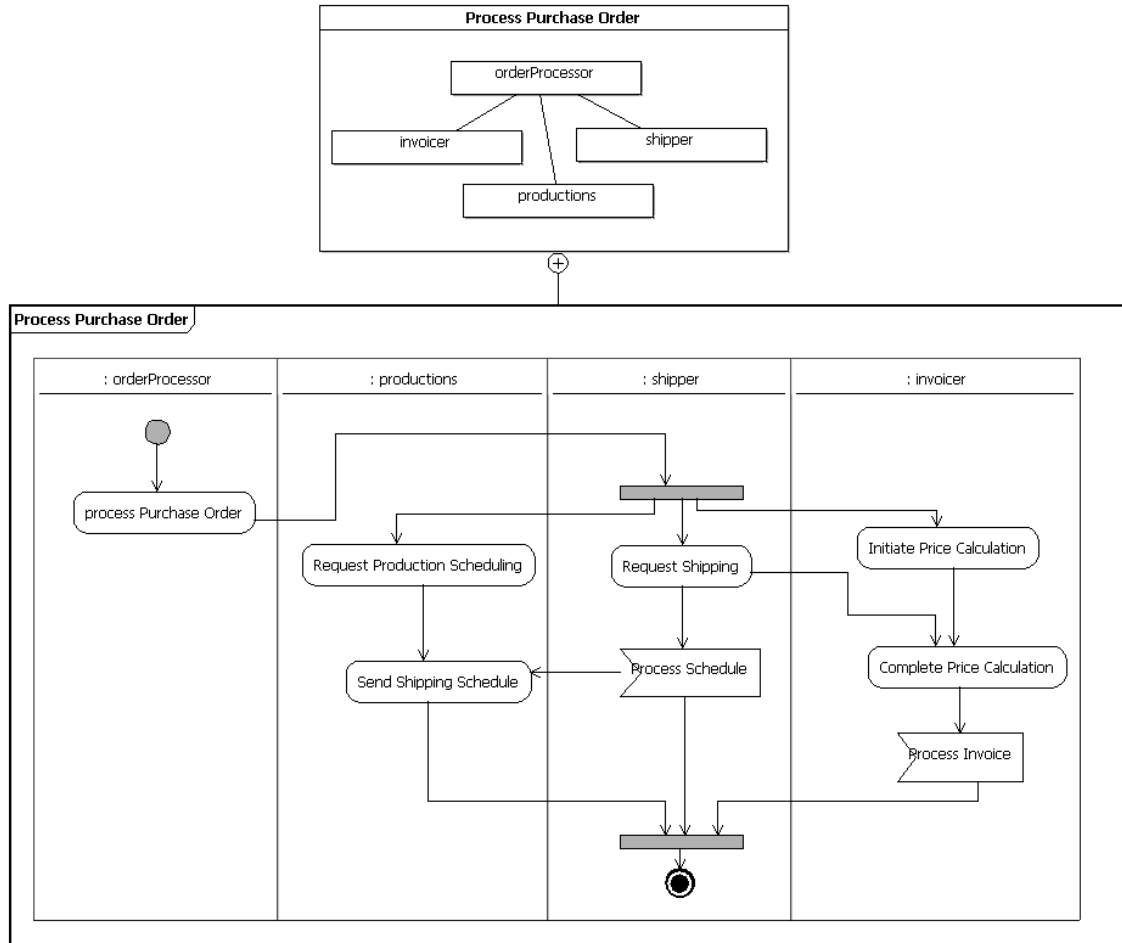 Process Purchase Order
orderProcessor
invoicer
shipper
productions
Process Purchase Order
: orderProcessor
: productions
: shipper
: invoicer
process Purchase Order
Request Production Scheduling
Request Shipping
Initiate Price Calculation
Send Shipping Schedule
Process Schedule
Complete Price Calculation
Process Invoice